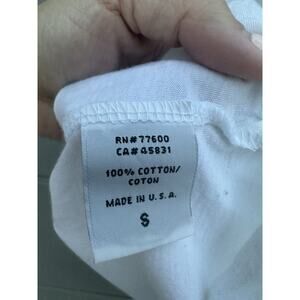 RN#77600
CA#45831
100% COTTON/
COTON
MADE IN U.S.A.
S